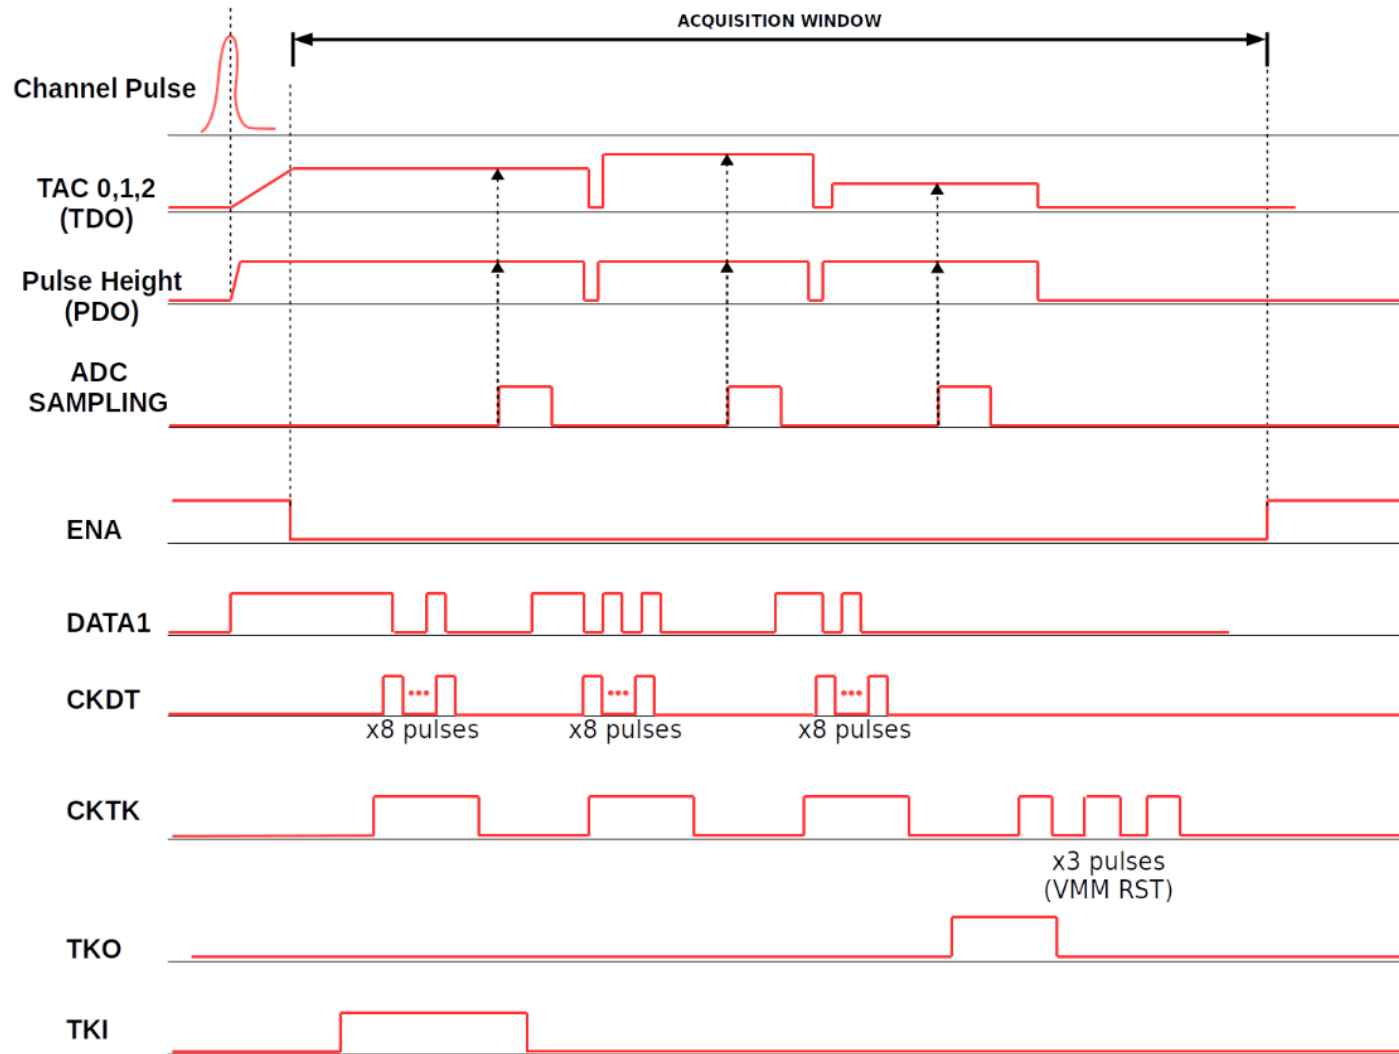 ACQUISITION WINDOW
Channel Pulse
TAC 0,1,2
(TDO)
Pulse Height
(PDO)
ADC
SAMPLING
ENA
DATA1
CKDT
x8 pulses
x8 pulses
x8 pulses
CKTK
x3 pulses
(VMM RST)
TKO
TKI